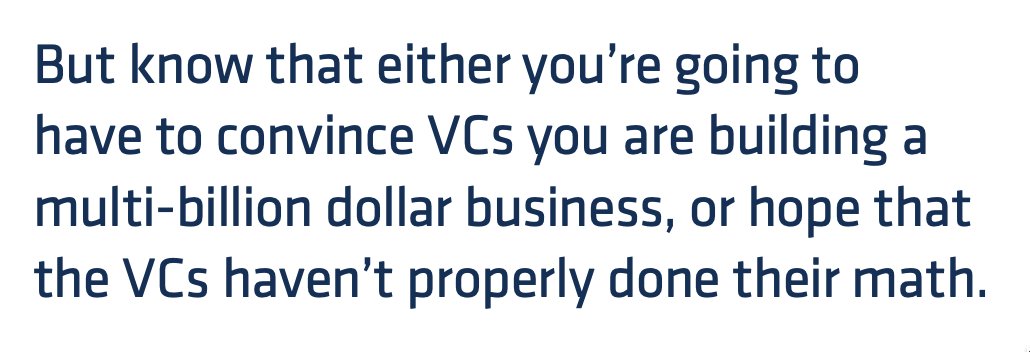 But know that either you’re going to
have to convince VCs you are building a
multi-billion dollar business, or hope that
the VCs haven’t properly done their math.